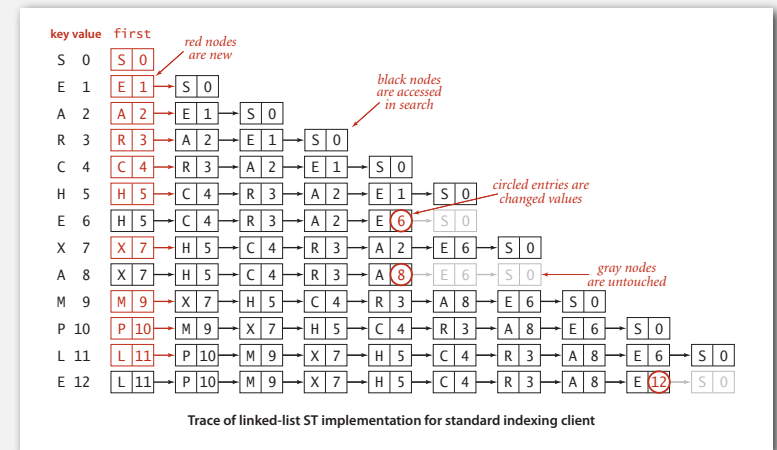 key value first
red nodes
are new
S 0 S 0
E 1 E 1 S 0
black nodes
are accessed
in search
A 2 A 2 E 1 S 0
R 3 R 3 A 2 E 1 S 0
C 4 C 4 R 3 A 2 E 1 S 0
H 5 H 5 C 4 R 3 A 2 E 1 S 0
circled entries are
changed values
E 6 H 5 C 4 R 3 A 2 E 6 S 0
X 7 X 7 H 5 C 4 R 3 A 2 E 6 S 0
A 8 X 7 H 5 C 4 R 3 A 8 E 6 S 0
gray nodes
are untouched
M 9 M 9 X 7 H 5 C 4 R 3 A 8 E 6 S 0
P 10 P 10 M 9 X 7 H 5 C 4 R 3 A 8 E 6 S 0
L 11 L 11 P 10 M 9 X 7 H 5 C 4 R 3 A 8 E 6 S 0
E 12 L 11 P 10 M 9 X 7 H 5 C 4 R 3 A 8 E 12 S 0
Trace of linked-list ST implementation for standard indexing client